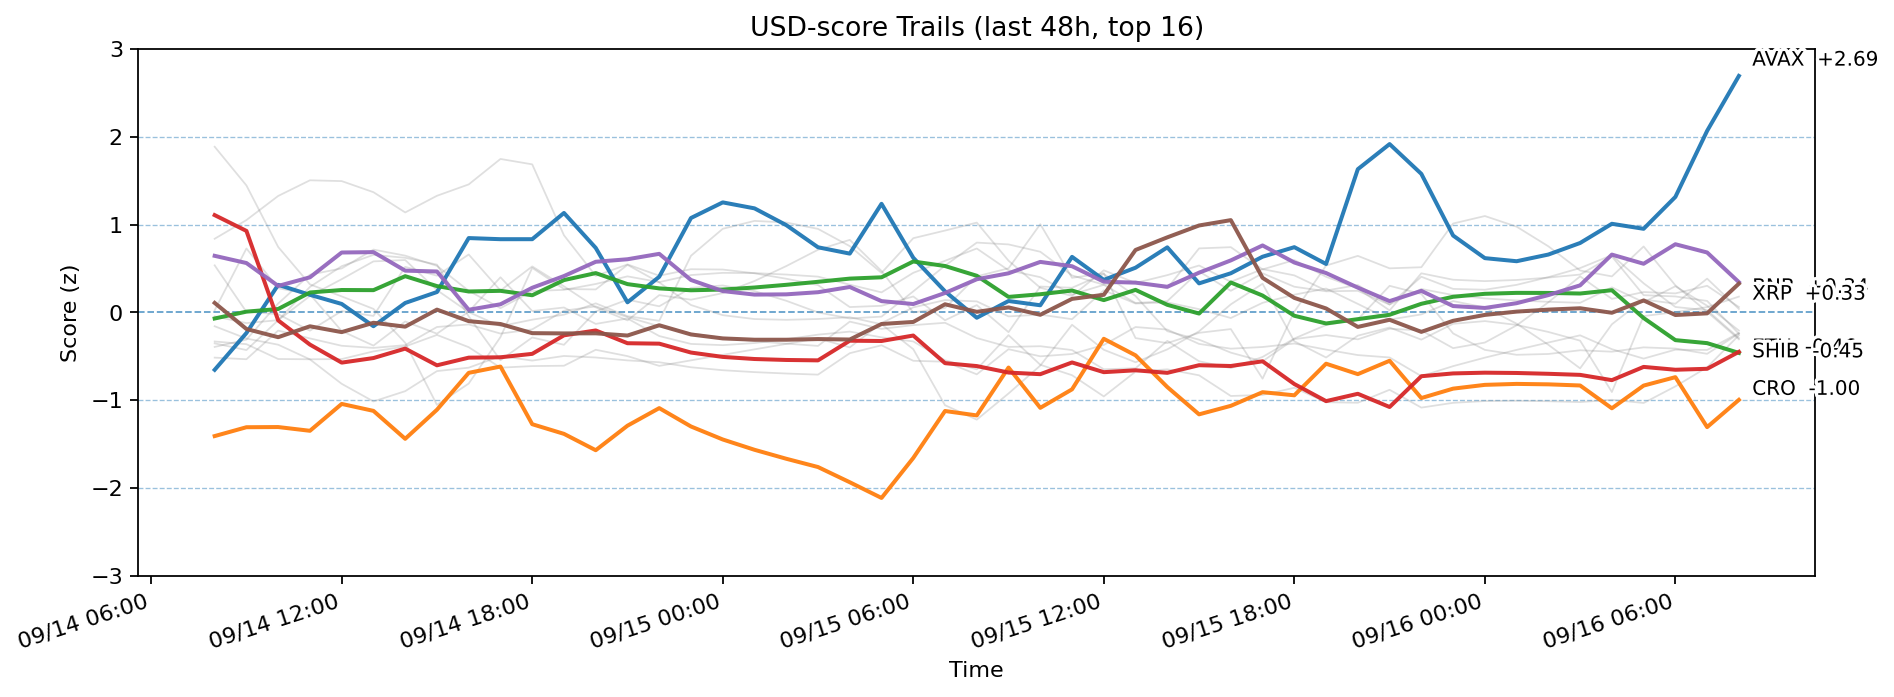 USD-score Trails (last 48h, top 16)
3
2
1
0
−1
−2
−3
Score (z)
AVAX +2.69
XRP +0.33
SHIB -0.45
CRO -1.00
09/14 06:00
09/14 12:00
09/14 18:00
09/15 00:00
09/15 06:00
09/15 12:00
09/15 18:00
09/16 00:00
09/16 06:00
Time